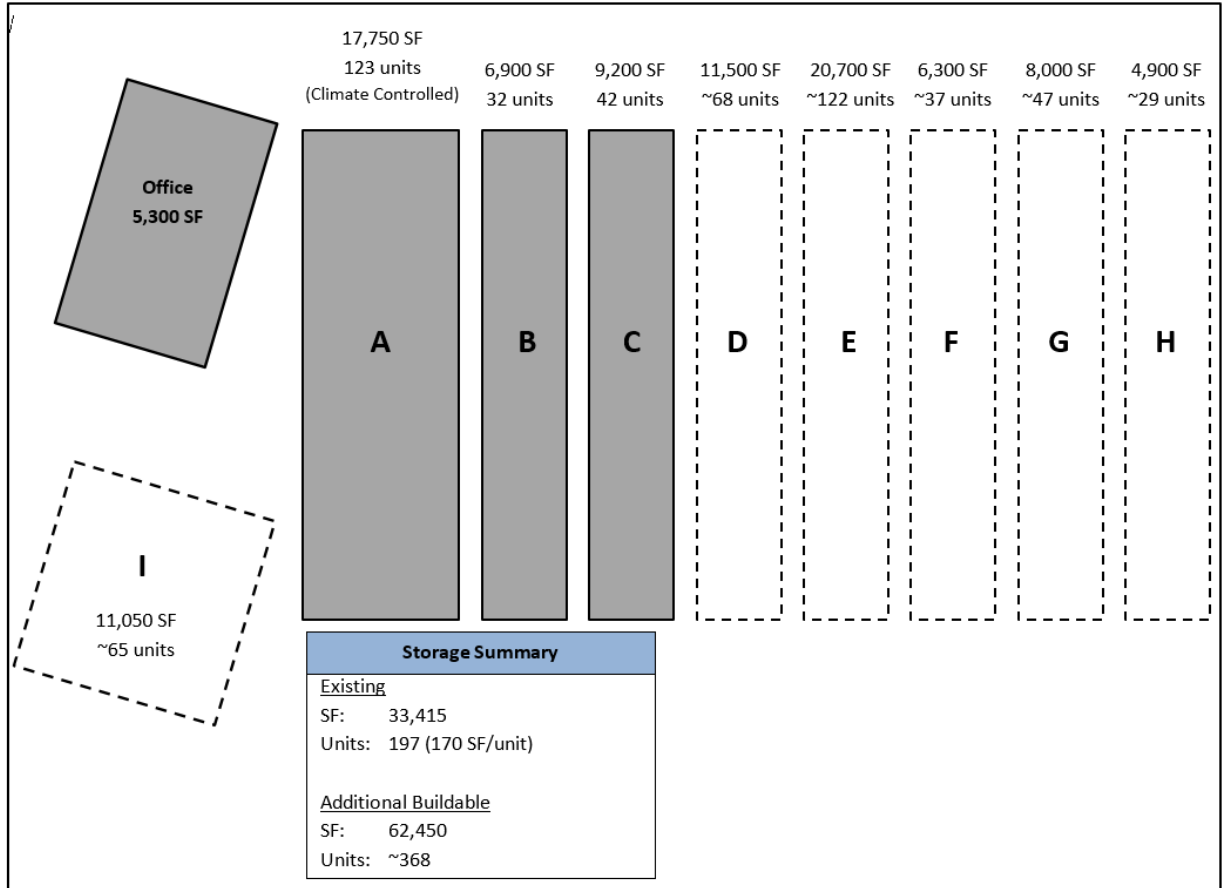 17,750 SF
123 units
(Climate Controlled)
6,900 SF
32 units
9,200 SF
42 units
11,500 SF
~68 units
20,700 SF
~122 units
6,300 SF
~37 units
8,000 SF
~47 units
4,900 SF
~29 units
Office
5,300 SF
A
B
C
D
E
F
G
H
I
11,050 SF
~65 units
Storage Summary
Existing
SF: 33,415
Units: 197 (170 SF/unit)
Additional Buildable
SF: 62,450
Units: ~368